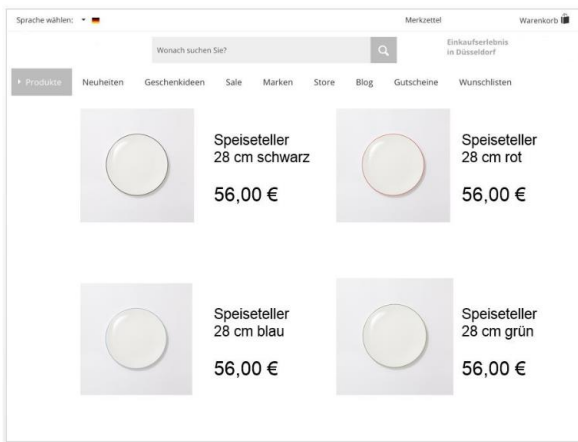 Sprache wählen:
Merkzettel
Warenkorb
Wonach suchen Sie?
Einkaufserlebnis
in Düsseldorf
Produkte Neuheiten Geschenkideen Sale Marken Store Blog Gutscheine Wunschlisten
Speiseteller
28 cm schwarz
56,00 €
Speiseteller
28 cm rot
56,00 €
Speiseteller
28 cm blau
56,00 €
Speiseteller
28 cm grün
56,00 €